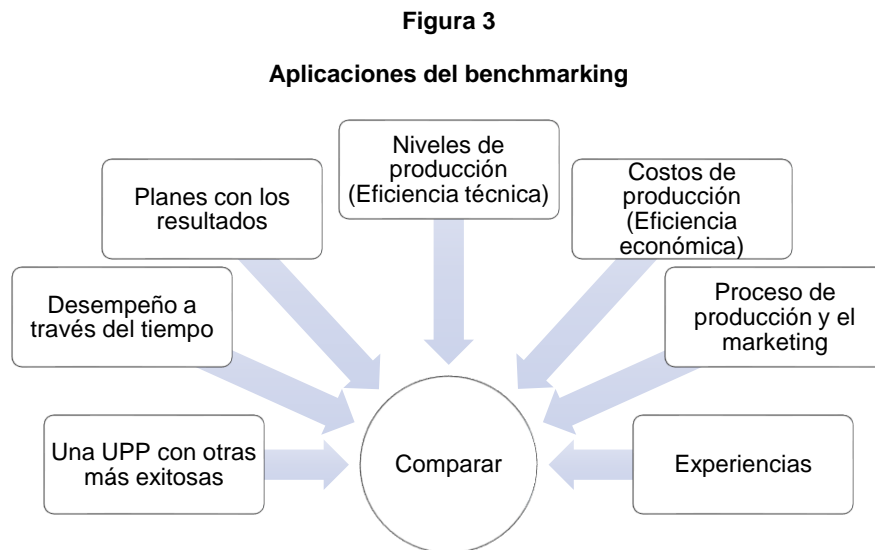 Figura 3
Aplicaciones del benchmarking
Niveles de
producción
(Eficiencia técnica)
Planes con los
resultados
Costos de
producción
(Eficiencia
económica)
Desempeño a
través del tiempo
Proceso de
producción y el
marketing
Una UPP con otras
más exitosas
Comparar
Experiencias